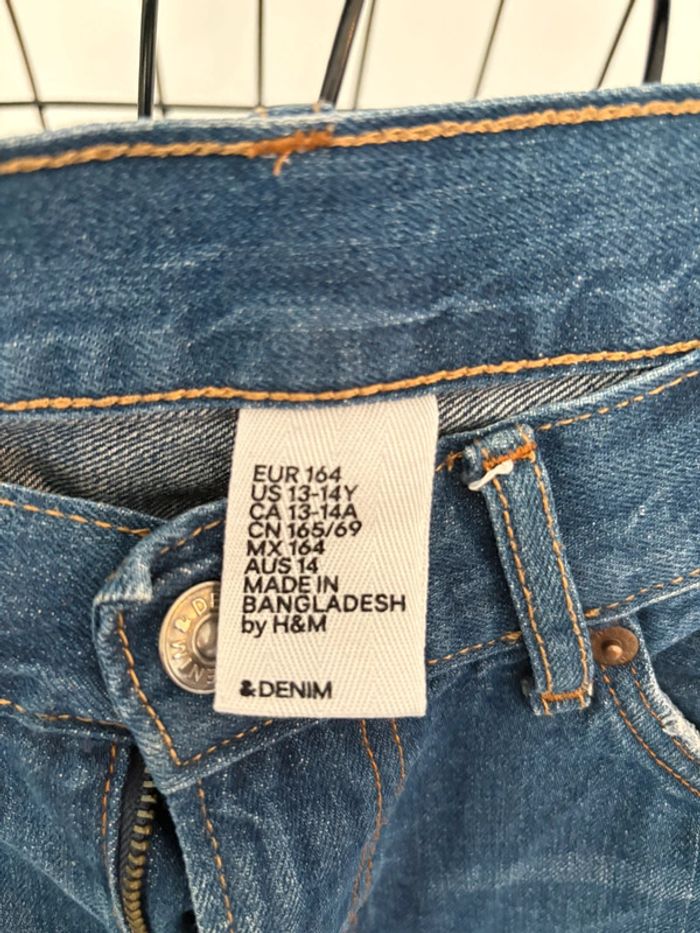 EUR 164
US 13-14Y
CA 13-14A
CN 165/69
MX 164
AUS 14
MADE IN
BANGLADESH
by H&M
& DENIM